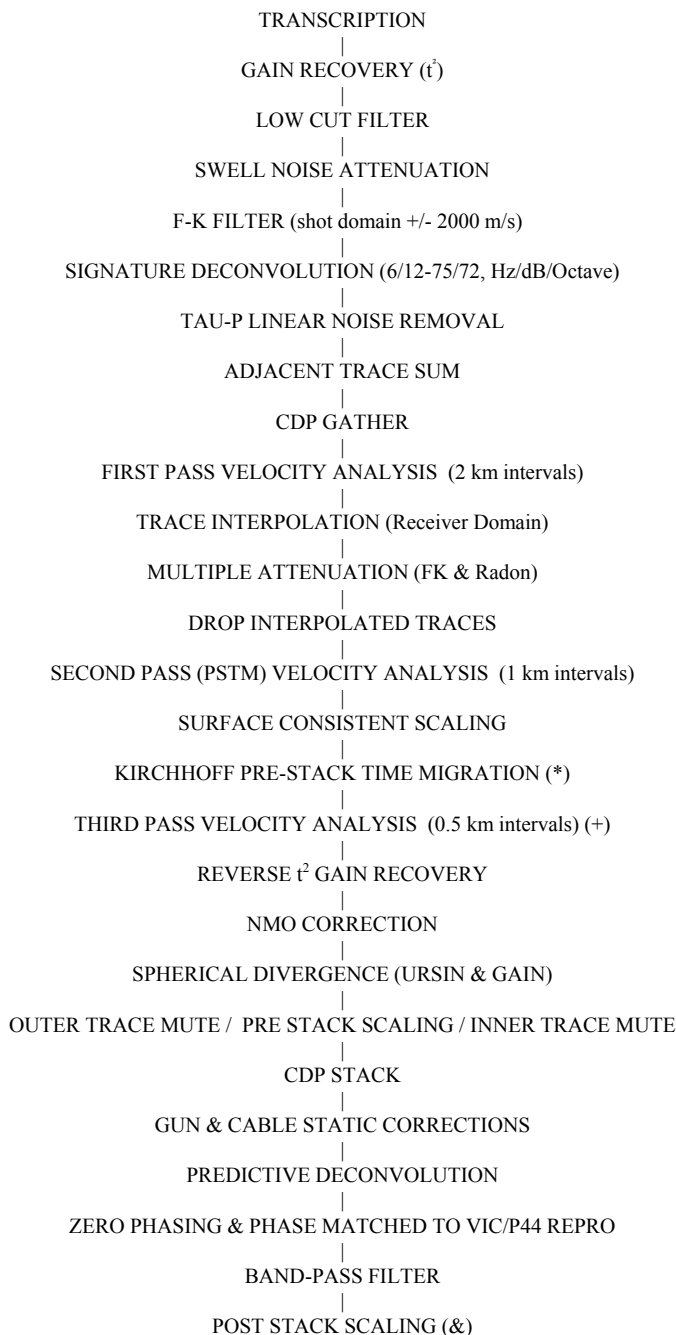 TRANSCRIPTION
|
GAIN RECOVERY (t²)
|
LOW CUT FILTER
|
SWELL NOISE ATTENUATION
|
F-K FILTER (shot domain +/- 2000 m/s)
|
SIGNATURE DECONVOLUTION (6/12-75/72, Hz/dB/Octave)
|
TAU-P LINEAR NOISE REMOVAL
|
ADJACENT TRACE SUM
|
CDP GATHER
|
FIRST PASS VELOCITY ANALYSIS (2 km intervals)
|
TRACE INTERPOLATION (Receiver Domain)
|
MULTIPLE ATTENUATION (FK & Radon)
|
DROP INTERPOLATED TRACES
|
SECOND PASS (PSTM) VELOCITY ANALYSIS (1 km intervals)
|
SURFACE CONSISTENT SCALING
|
KIRCHHOFF PRE-STACK TIME MIGRATION (*)
|
THIRD PASS VELOCITY ANALYSIS (0.5 km intervals) (+)
|
REVERSE t² GAIN RECOVERY
|
NMO CORRECTION
|
SPHERICAL DIVERGENCE (URSIN & GAIN)
|
OUTER TRACE MUTE / PRE STACK SCALING / INNER TRACE MUTE
|
CDP STACK
|
GUN & CABLE STATIC CORRECTIONS
|
PREDICTIVE DECONVOLUTION
|
ZERO PHASING & PHASE MATCHED TO VIC/P44 REPRO
|
BAND-PASS FILTER
|
POST STACK SCALING (&)